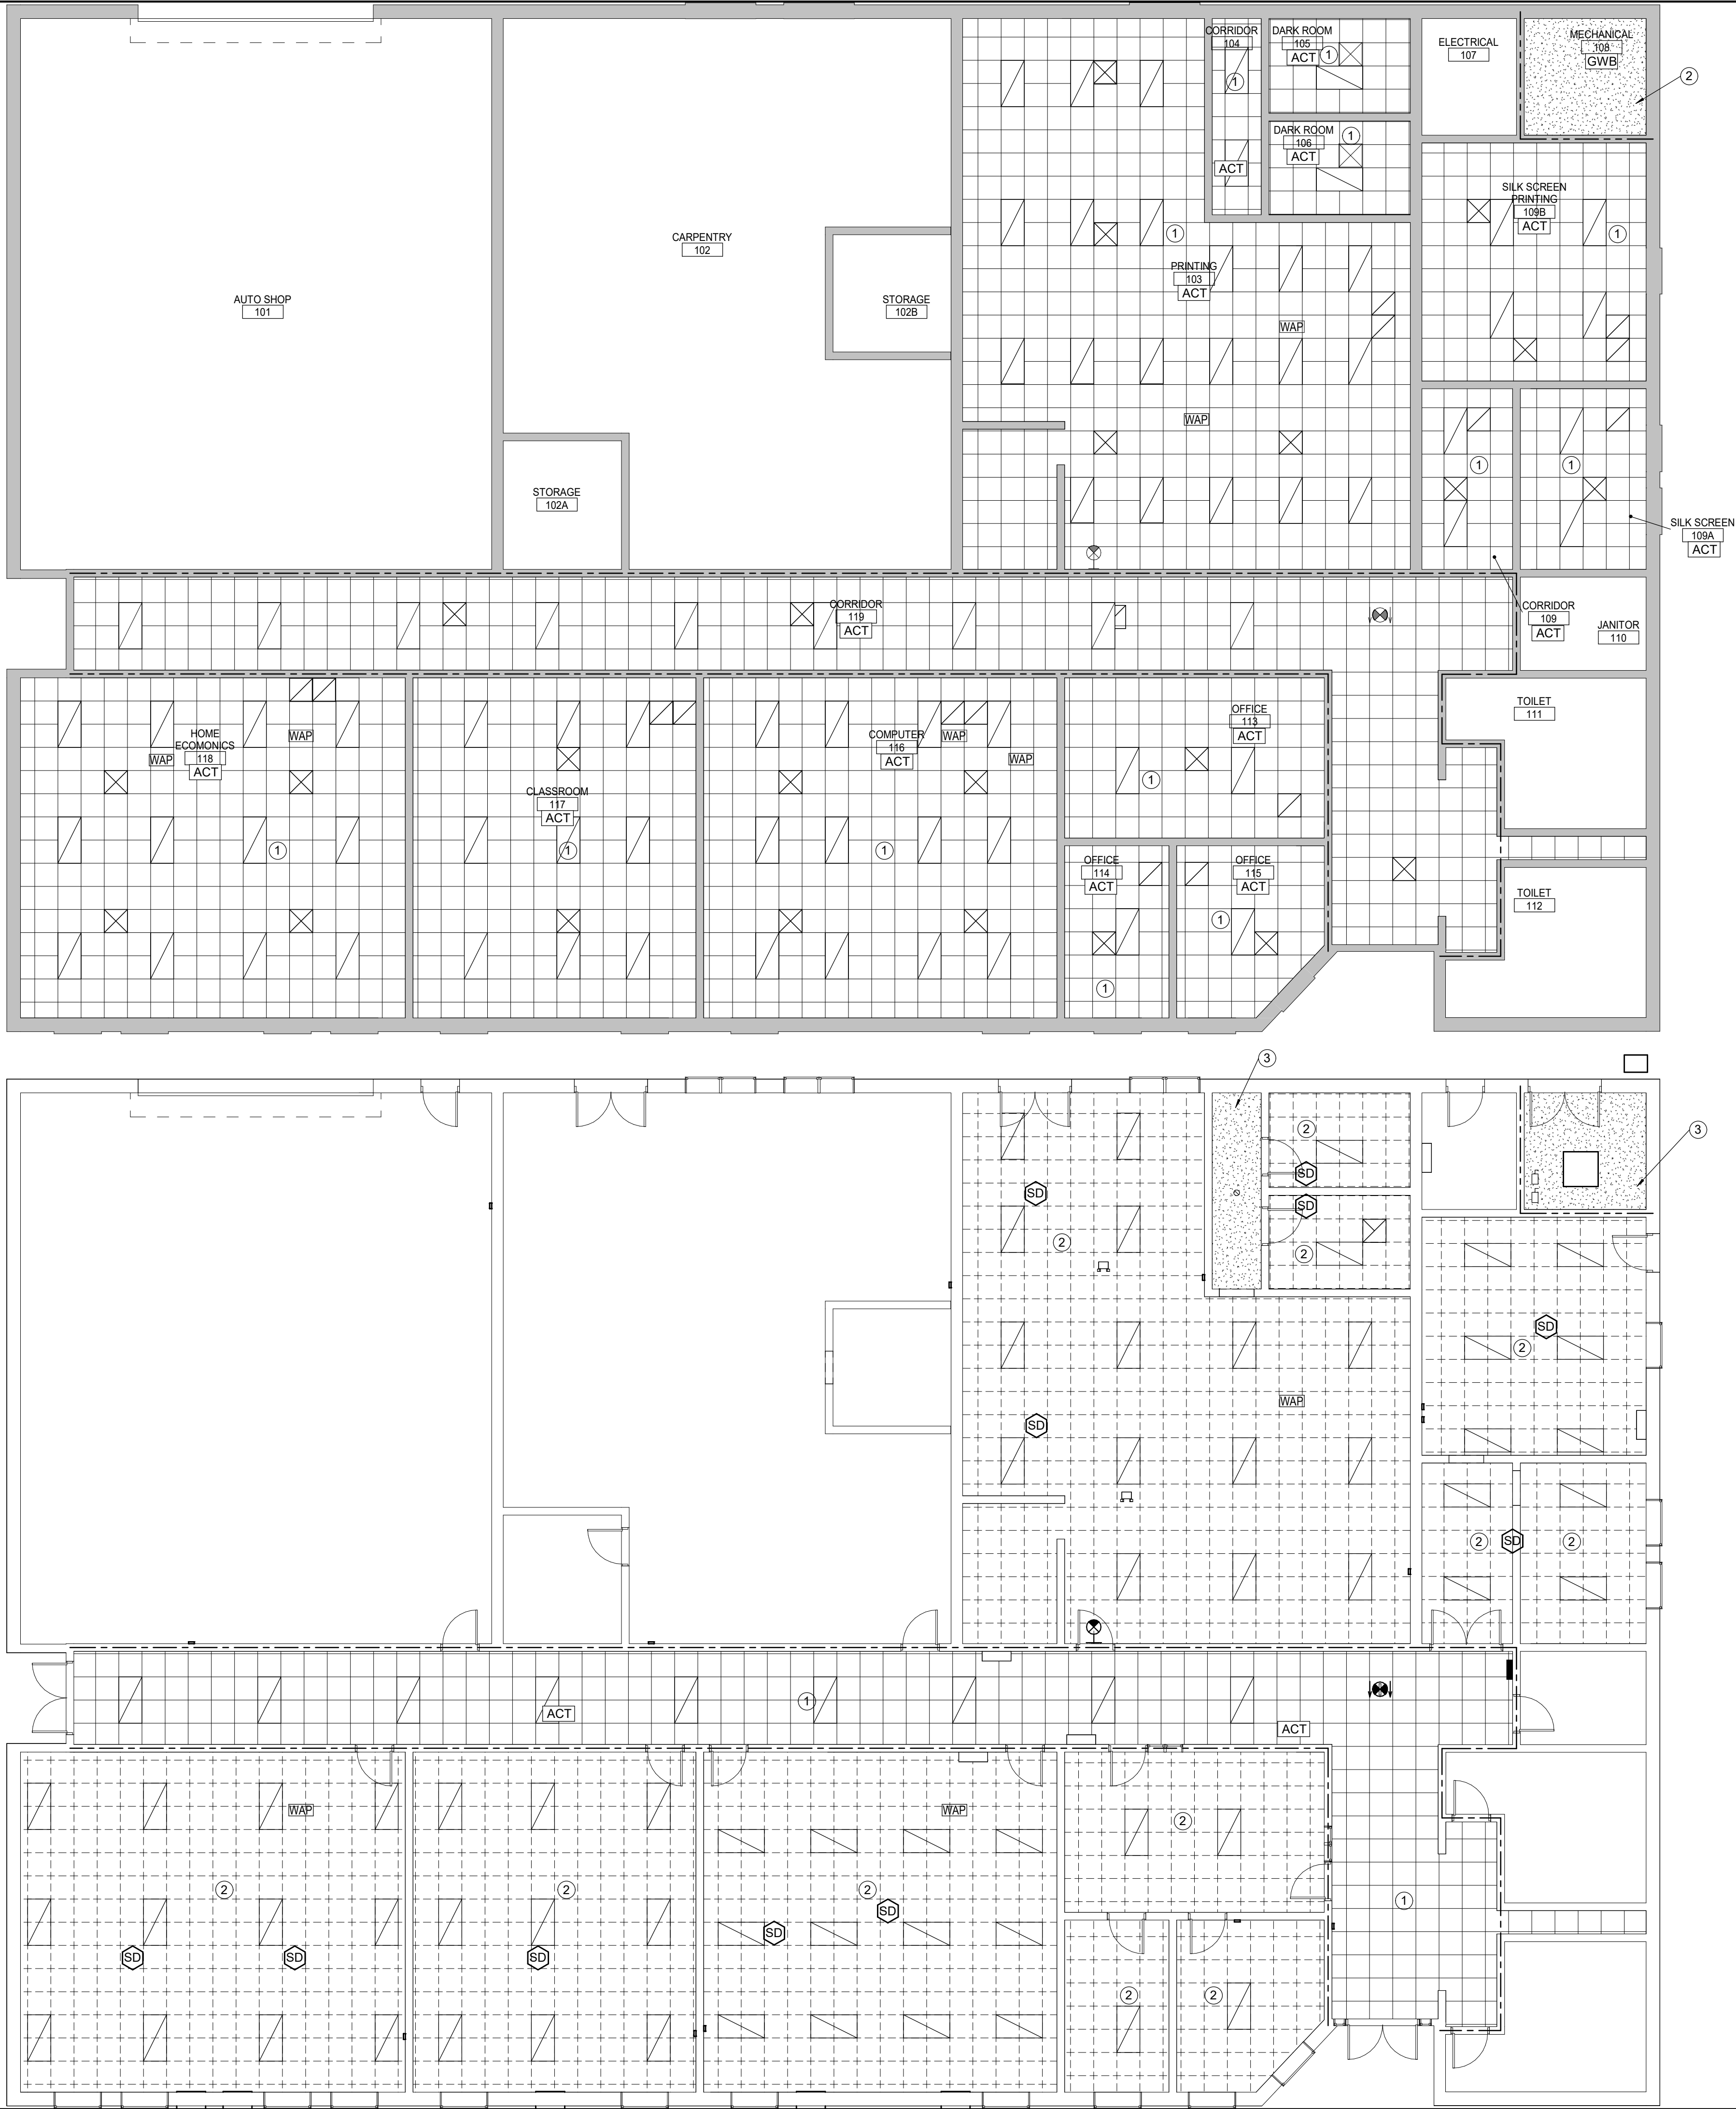 CORRIDOR
104
1
ACT
DARK ROOM
105
ACT
1
DARK ROOM
106
ACT
1
ELECTRICAL
107
MECHANICAL
108
GWB
2
SILK SCREEN
PRINTING
109B
ACT
1
CARPENTRY
102
AUTO SHOP
101
STORAGE
102B
1
PRINTING
103
ACT
WAP
WAP
STORAGE
102A
1
1
SILK SCREEN
109A
ACT
CORRIDOR
119
ACT
CORRIDOR
109
ACT
JANITOR
110
HOME
ECOMONICS
118
ACT
WAP
WAP
1
CLASSROOM
117
ACT
1
COMPUTER
116
ACT
WAP
WAP
1
OFFICE
113
ACT
1
OFFICE
114
ACT
1
OFFICE
115
ACT
1
TOILET
111
TOILET
112
3
3
2
SD
2
SD
SD
2
SD
2
SD
2
WAP
SD
2
SD
2
ACT
1
ACT
WAP
2
SD
SD
2
SD
WAP
2
SD
SD
2
2
2
1